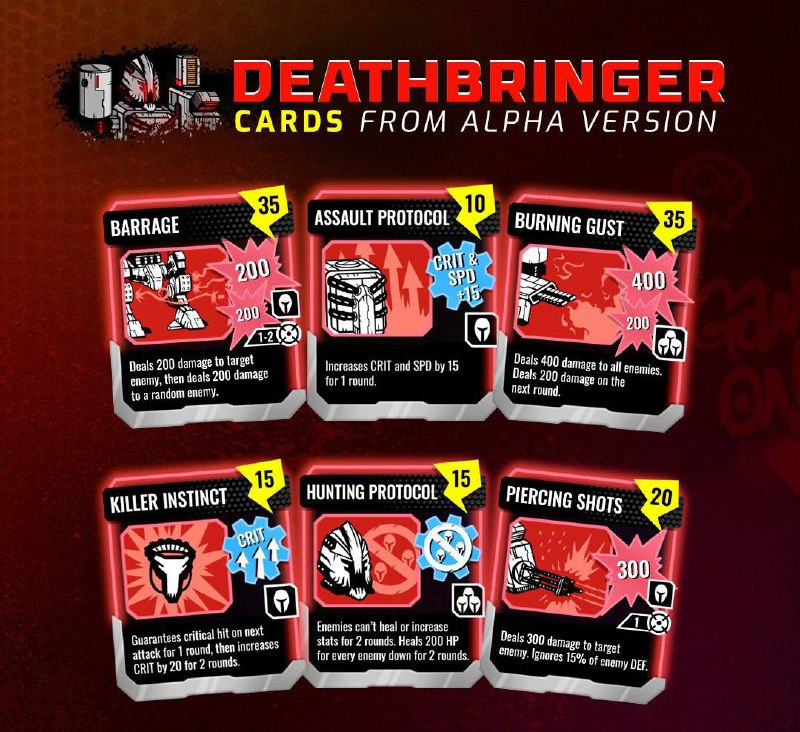 DEATHBRINGER
CARDS FROM ALPHA VERSION
BARRAGE
35
200
200
1-2
Deals 200 damage to target
enemy, then deals 200 damage
to a random enemy.
ASSAULT PROTOCOL
10
CRIT &
SPD
+15
Increases CRIT and SPD by 15
for 1 round.
BURNING GUST
35
400
200
Deals 400 damage to all enemies.
Deals 200 damage on the
next round.
KILLER INSTINCT
15
CRIT
Guarantees critical hit on next
attack for 1 round, then increases
CRIT by 20 for 2 rounds.
HUNTING PROTOCOL
15
Enemies can't heal or increase
stats for 2 rounds. Heals 200 HP
for every enemy down for 2 rounds.
PIERCING SHOTS
20
300
1
Deals 300 damage to target
enemy. Ignores 15% of enemy DEF.